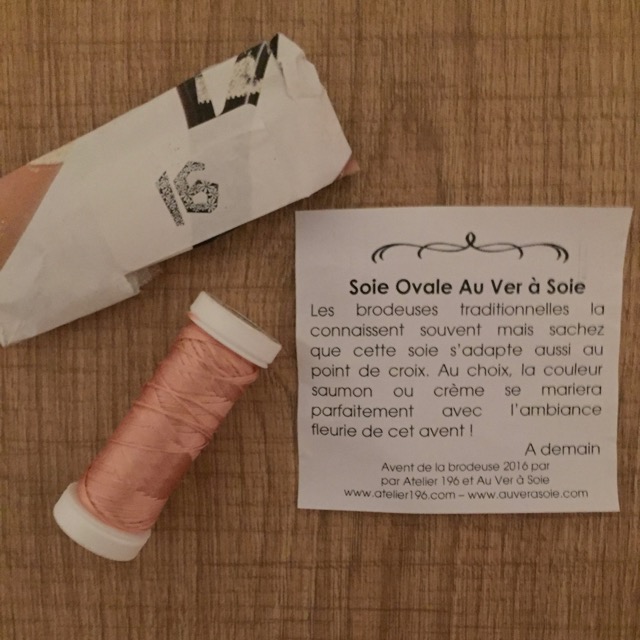 16
Soie Ovale Au Ver à Soie
Les brodeuses traditionnelles la
connaissent souvent mais sachez
que cette soie s'adapte aussi au
point de croix. Au choix, la couleur
saumon ou crème se mariera
parfaitement avec l'ambiance
fleurie de cet avent !
A demain
Avent de la brodeuse 2016 par
par Atelier 196 et Au Ver à Soie
www.atelier196.com – www.auverasoie.com